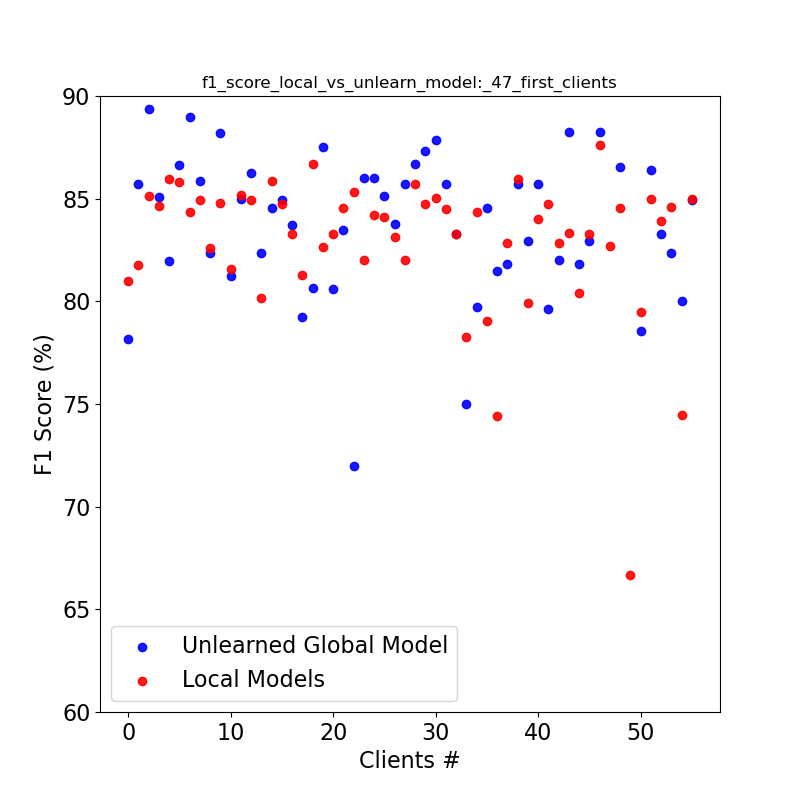 f1_score_local_vs_unlearn_model:_47_first_clients
90
85
80
75
70
65
60
F1 Score (%)
Unlearned Global Model
Local Models
0 10 20 30 40 50
Clients #